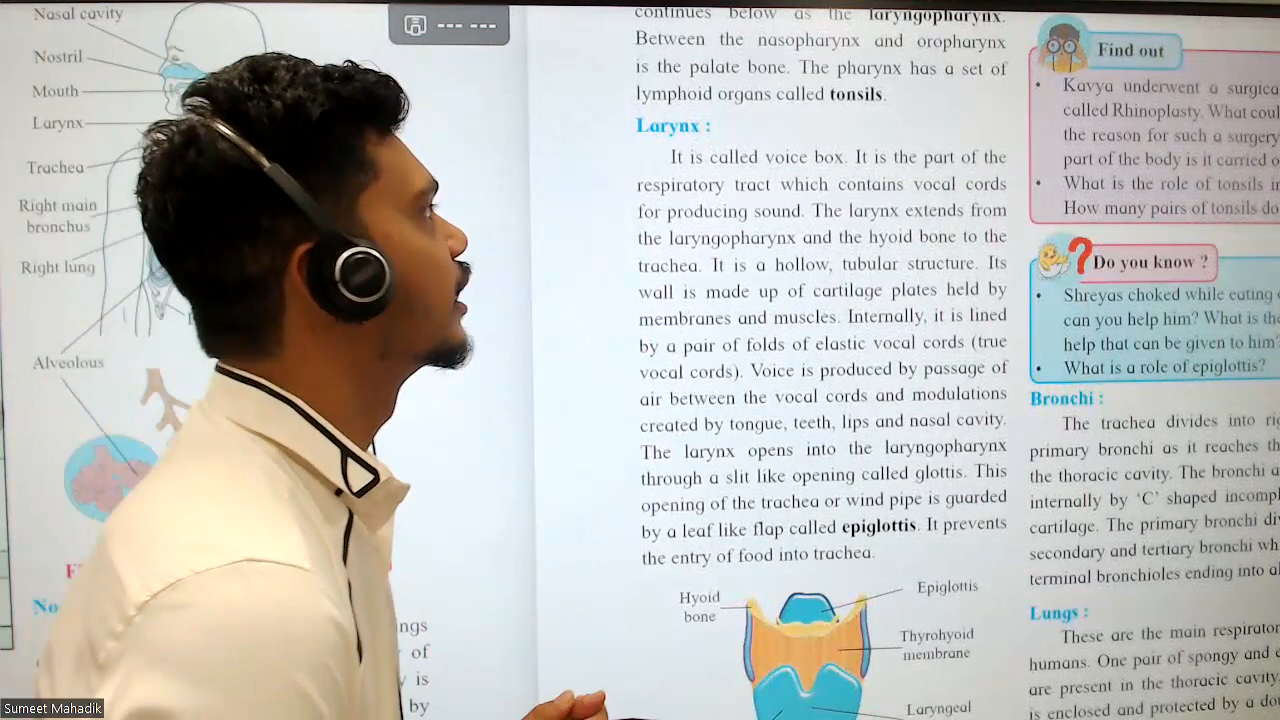 Nasal cavity
Nostril
Mouth
Larynx
Trachea
Right main
bronchus
Right lung
Alveolous
No
ngs
of
is
by
continues below as the laryngopharynx.
Between the nasopharynx and oropharynx
is the palate bone. The pharynx has a set of
lymphoid organs called tonsils.
Larynx :
It is called voice box. It is the part of the
respiratory tract which contains vocal cords
for producing sound. The larynx extends from
the laryngopharynx and the hyoid bone to the
trachea. It is a hollow, tubular structure. Its
wall is made up of cartilage plates held by
membranes and muscles. Internally, it is lined
by a pair of folds of elastic vocal cords (true
vocal cords). Voice is produced by passage of
air between the vocal cords and modulations
created by tongue, teeth, lips and nasal cavity.
The larynx opens into the laryngopharynx
through a slit like opening called glottis. This
opening of the trachea or wind pipe is guarded
by a leaf like flap called epiglottis. It prevents
the entry of food into trachea.
Hyoid
bone
Epiglottis
Thyrohyoid
membrane
Laryngeal
Find out
• Kavya underwent a surgica
called Rhinoplasty. What coul
the reason for such a surgery
part of the body is it carried o
• What is the role of tonsils i
How many pairs of tonsils do
? Do you know ?
• Shreyas choked while eating
can you help him? What is the
help that can be given to him?
• What is a role of epiglottis?
Bronchi :
The trachea divides into ri
primary bronchi as it reaches th
the thoracic cavity. The bronchi a
internally by ‘C’ shaped incomp
cartilage. The primary bronchi di
secondary and tertiary bronchi wh
terminal bronchioles ending into al
Lungs :
These are the main respirator
humans. One pair of spongy and e
are present in the thoracic cavity.
is enclosed and protected by a do
Sumeet Mahadik